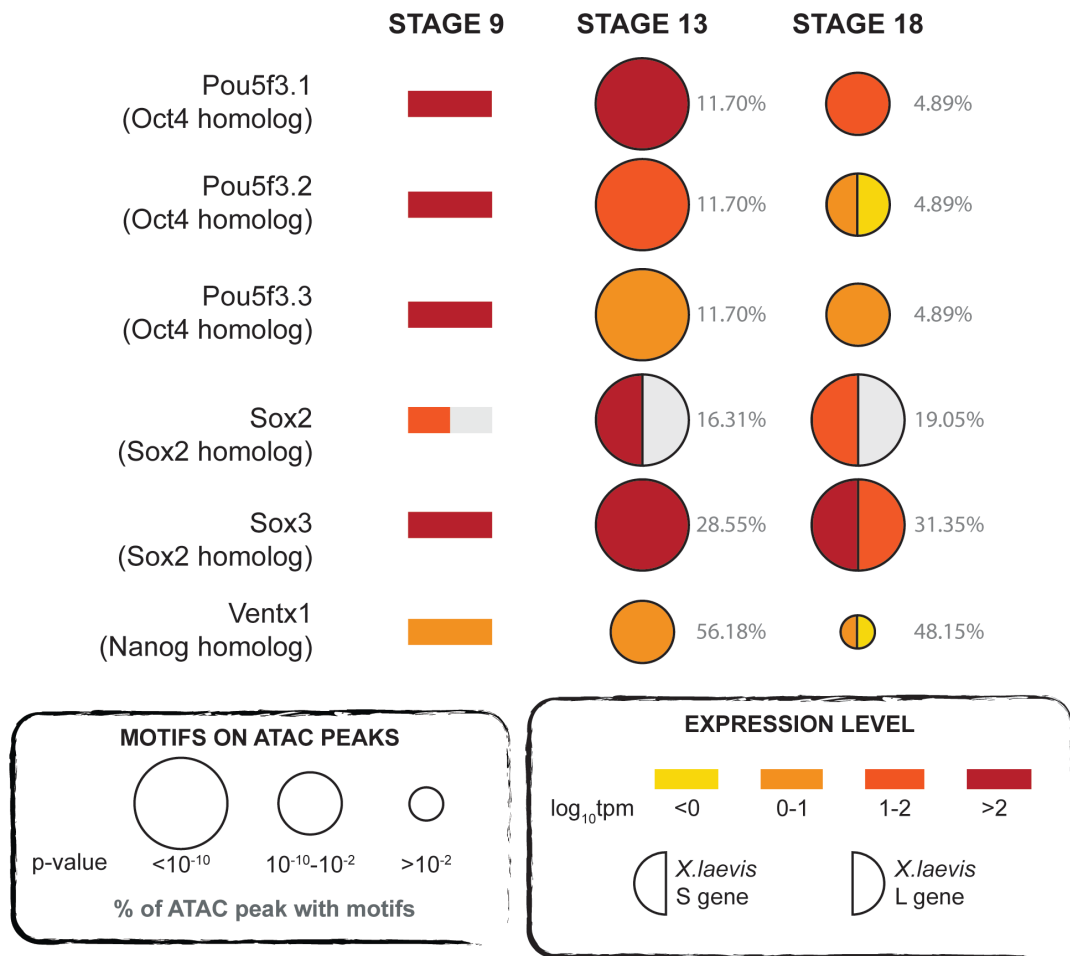 STAGE 9 STAGE 13 STAGE 18
Pou5f3.1
(Oct4 homolog)
11.70% 4.89%
Pou5f3.2
(Oct4 homolog)
11.70% 4.89%
Pou5f3.3
(Oct4 homolog)
11.70% 4.89%
Sox2
(Sox2 homolog)
16.31% 19.05%
Sox3
(Sox2 homolog)
28.55% 31.35%
Ventx1
(Nanog homolog)
56.18% 48.15%
MOTIFS ON ATAC PEAKS
p-value <10⁻¹⁰ 10⁻¹⁰-10⁻² >10⁻²
% of ATAC peak with motifs
EXPRESSION LEVEL
log₁₀tpm <0 0-1 1-2 >2
X.laevis
S gene
X.laevis
L gene